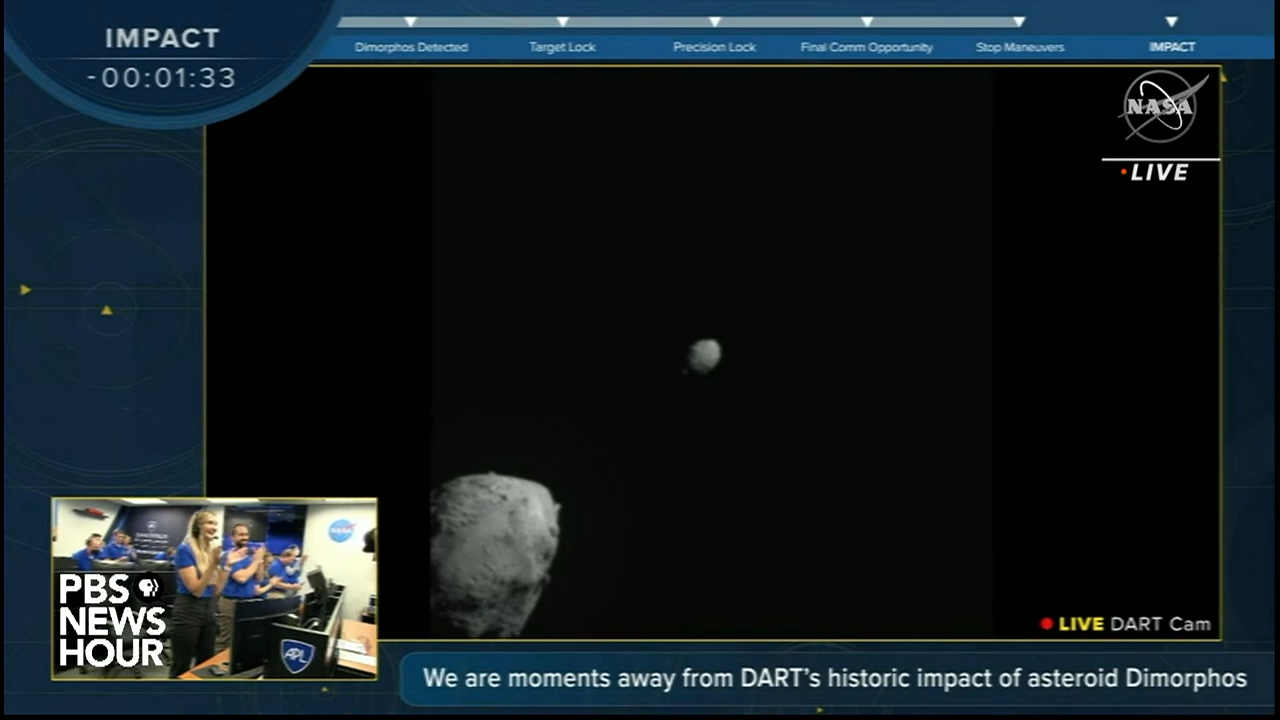 IMPACT
-00:01:33
Dimorphos Detected
Target Lock
Precision Lock
Final Comm Opportunity
Stop Maneuvers
IMPACT
NASA
LIVE
LIVE DART Cam
NASA
APL
PBS
NEWS
HOUR
We are moments away from DART's historic impact of asteroid Dimorphos